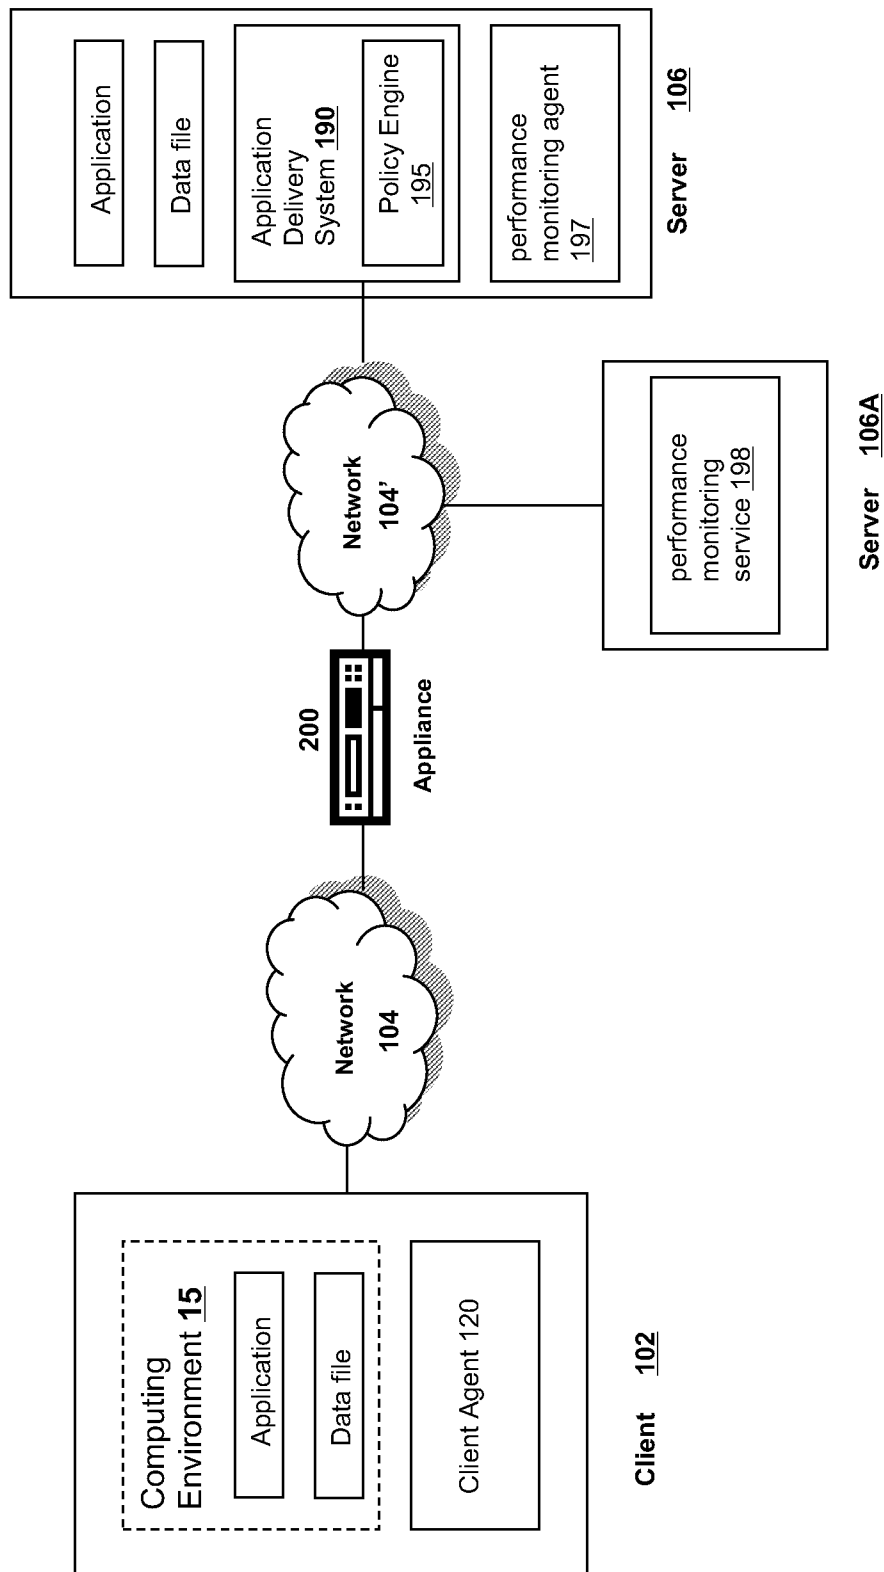 Computing
Environment 15
Application
Data file
Client Agent 120
Client 102
Network
104
200
Appliance
Network
104’
Application
Data file
Application
Delivery
System 190
Policy Engine
195
performance
monitoring agent
197
Server 106
performance
monitoring
service 198
Server 106A